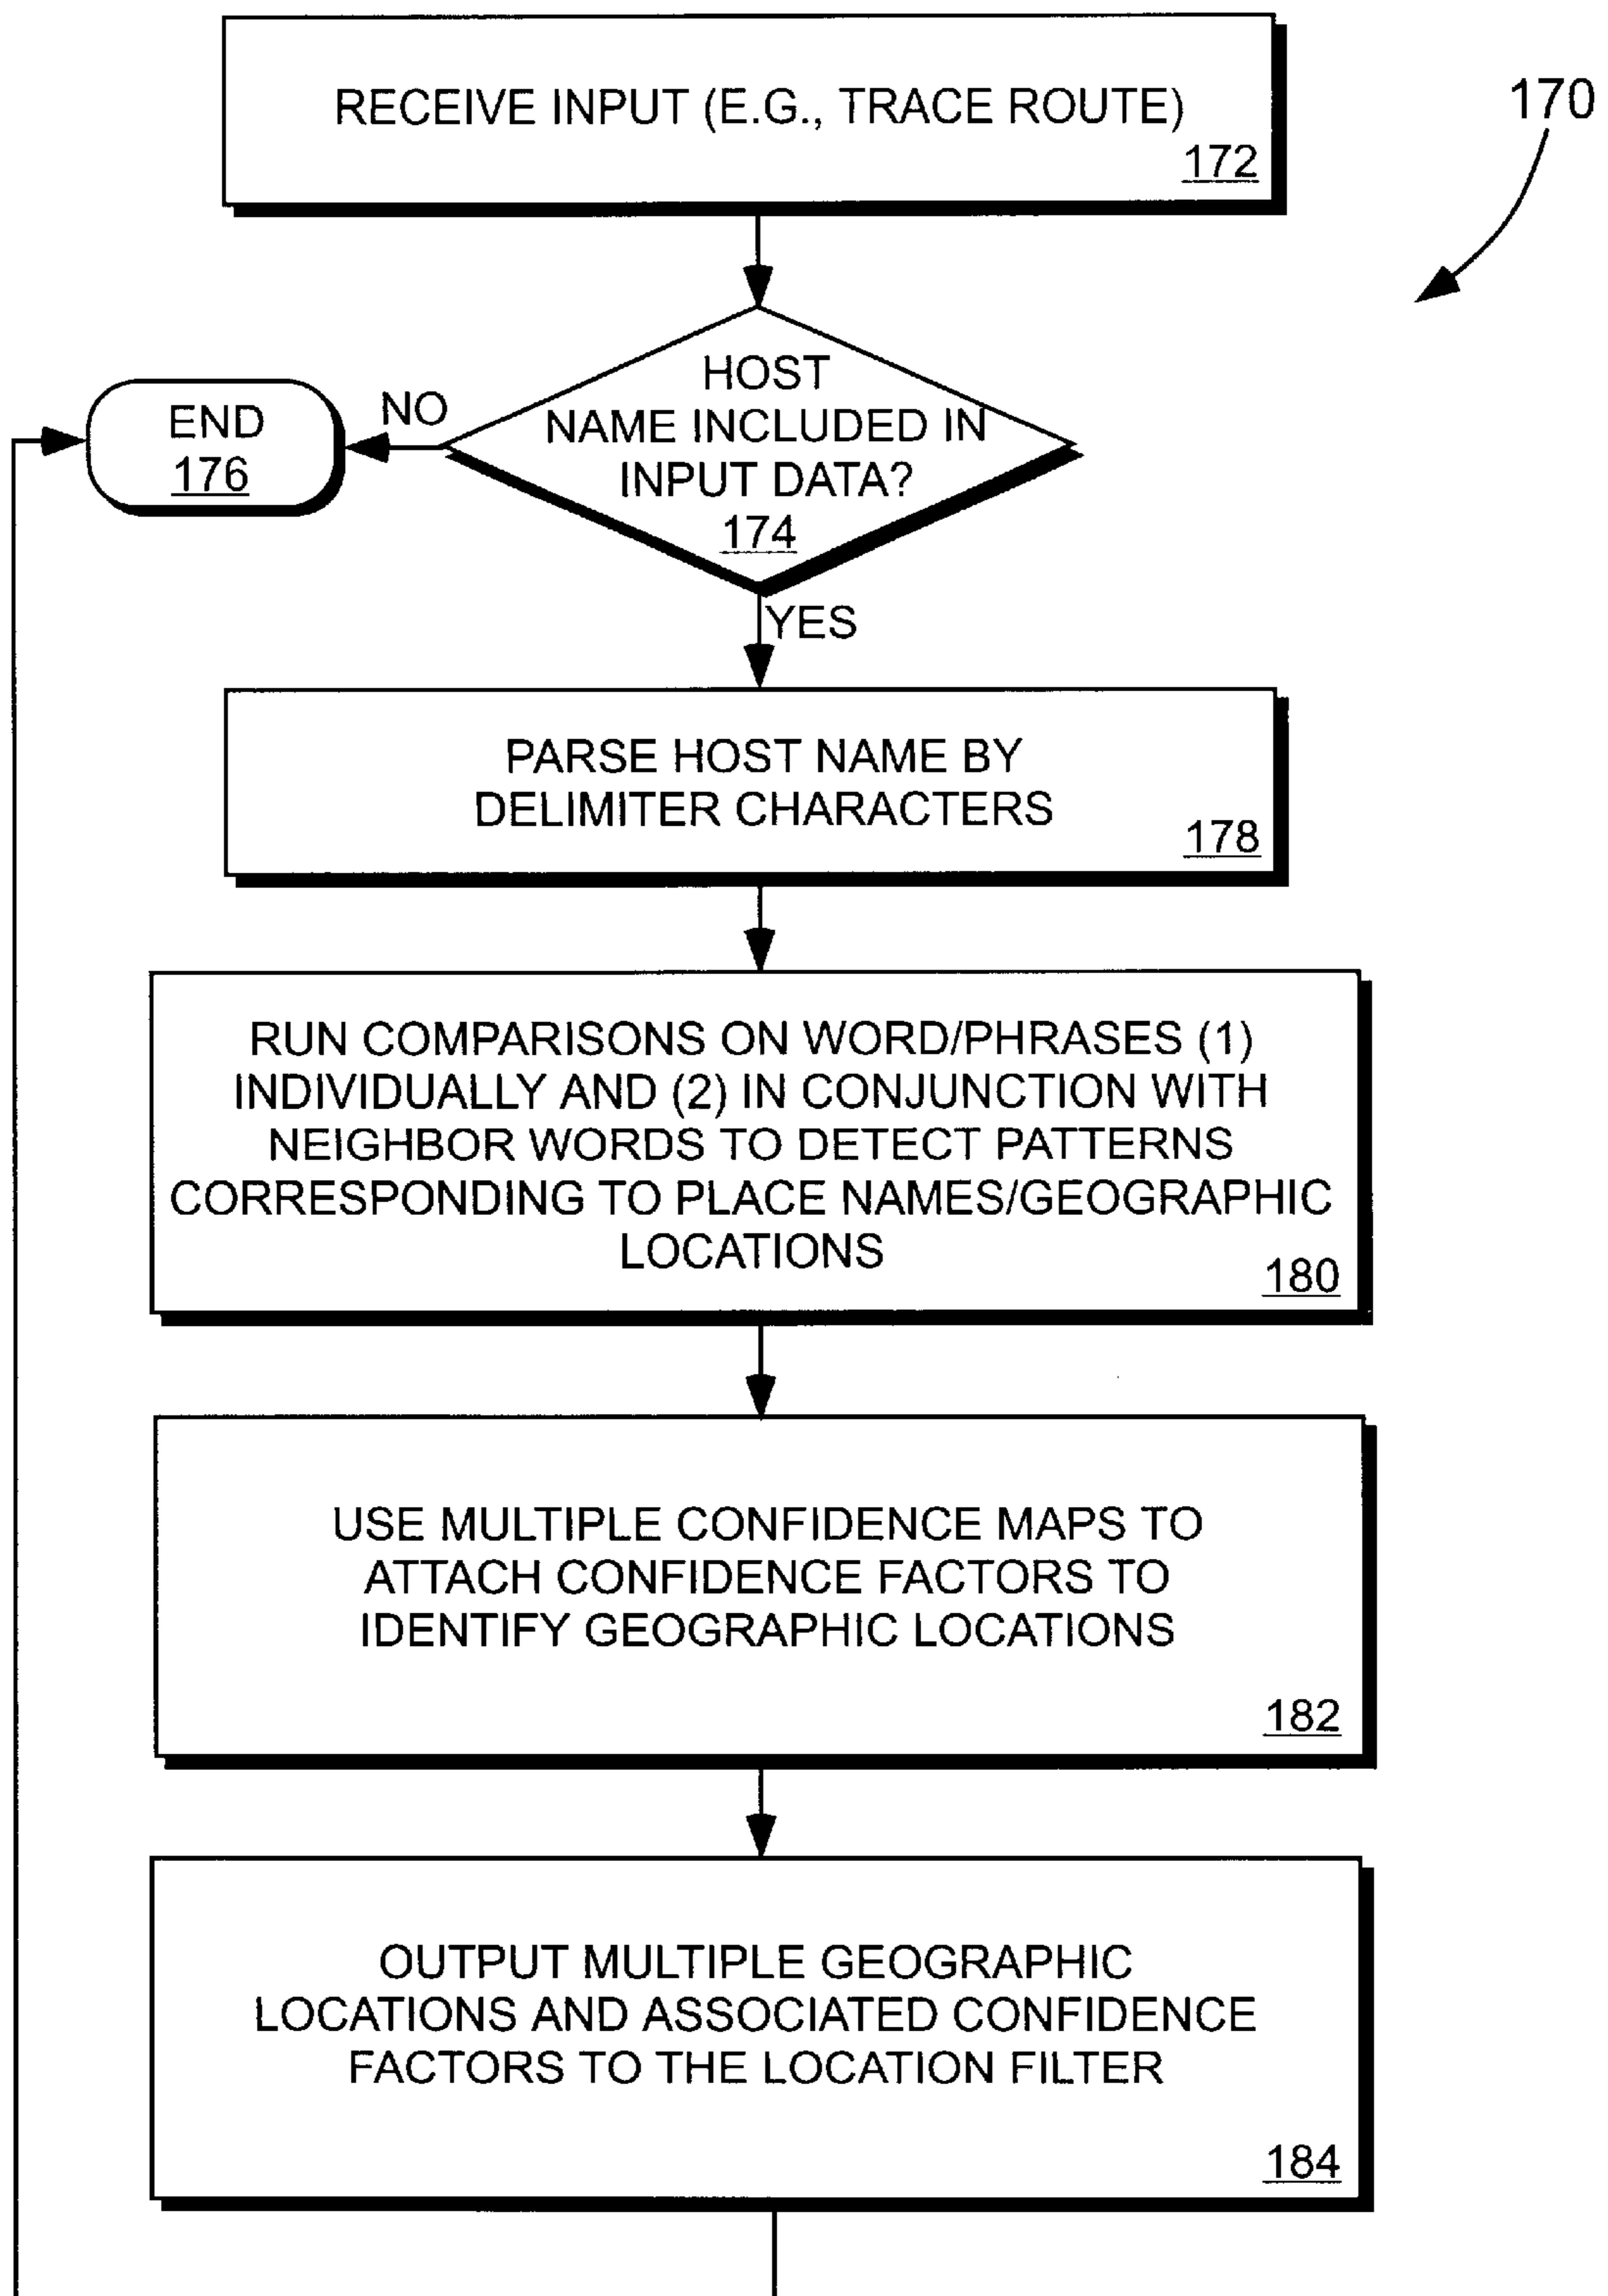 RECEIVE INPUT (E.G., TRACE ROUTE)
172
170
HOST
NAME INCLUDED IN
INPUT DATA?
174
NO
END
176
YES
PARSE HOST NAME BY
DELIMITER CHARACTERS
178
RUN COMPARISONS ON WORD/PHRASES (1)
INDIVIDUALLY AND (2) IN CONJUNCTION WITH
NEIGHBOR WORDS TO DETECT PATTERNS
CORRESPONDING TO PLACE NAMES/GEOGRAPHIC
LOCATIONS
180
USE MULTIPLE CONFIDENCE MAPS TO
ATTACH CONFIDENCE FACTORS TO
IDENTIFY GEOGRAPHIC LOCATIONS
182
OUTPUT MULTIPLE GEOGRAPHIC
LOCATIONS AND ASSOCIATED CONFIDENCE
FACTORS TO THE LOCATION FILTER
184